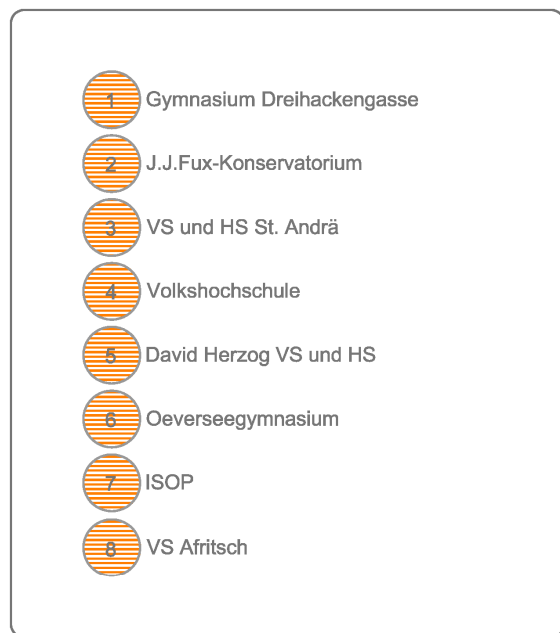 1 Gymnasium Dreihackengasse
2 J.J.Fux-Konservatorium
3 VS und HS St. Andrä
4 Volkshochschule
5 David Herzog VS und HS
6 Oeverseegymnasium
7 ISOP
8 VS Afritsch